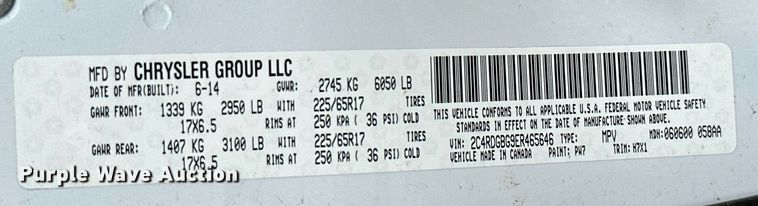 MFD BY CHRYSLER GROUP LLC
DATE OF MFR(BUILT): 6-14 GVWR: 2745 KG 6050 LB
GAWR FRONT: 1339 KG 2950 LB WITH 225/65R17 TIRES
17X6.5 RIMS AT 250 KPA ( 36 PSI) COLD
GAWR REAR: 1407 KG 3100 LB WITH 225/65R17 TIRES
17X6.5 RIMS AT 250 KPA ( 36 PSI) COLD
THIS VEHICLE CONFORMS TO ALL APPLICABLE U.S.A. FEDERAL MOTOR VEHICLE SAFETY
STANDARDS IN EFFECT ON THE DATE OF MANUFACTURE SHOWN ABOVE.
VIN: 2C4RDGBG9ER465646 TYPE: MPV MDH: 060600 058AA
VEHICLE MADE IN CANADA PAINT: PW7 TRIM: H7X1
Purple Wave Auction